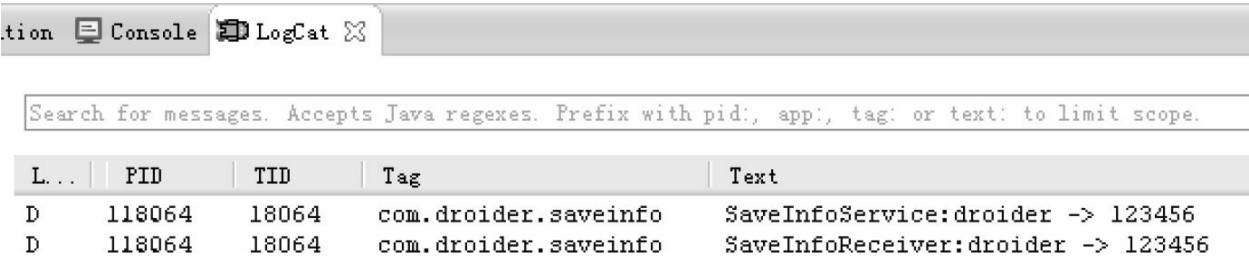 tion Console LogCat
Search for messages. Accepts Java regexes. Prefix with pid:, app:, tag: or text: to limit scope.
L... PID TID Tag Text
D 118064 18064 com.droider.saveinfo SaveInfoService:droider -> 123456
D 118064 18064 com.droider.saveinfo SaveInfoReceiver:droider -> 123456